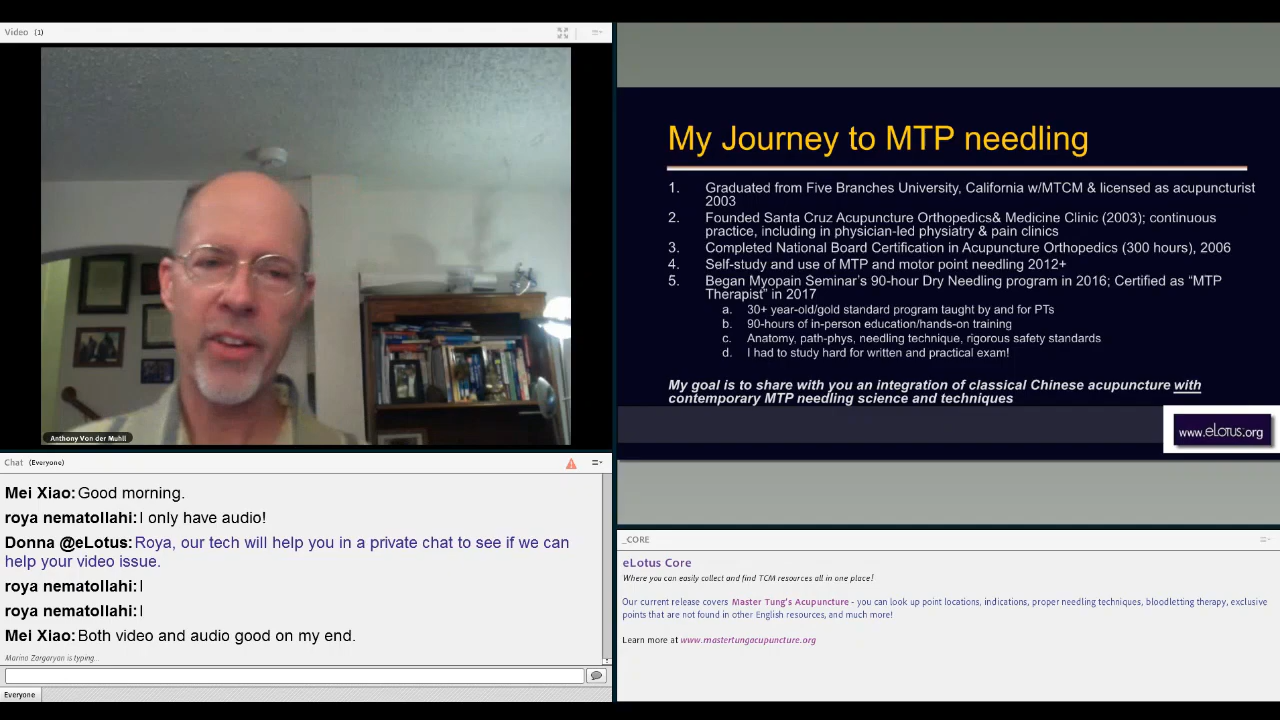 Video (1)
Anthony Von der Muhll
Chat (Everyone)
Mei Xiao: Good morning.
roya nematollahi: I only have audio!
Donna @eLotus: Roya, our tech will help you in a private chat to see if we can
help your video issue.
roya nematollahi: I
roya nematollahi: I
Mei Xiao: Both video and audio good on my end.
Marina Zargaryan is typing...
Everyone
My Journey to MTP needling
1. Graduated from Five Branches University, California w/MTCM & licensed as acupuncturist
2003
2. Founded Santa Cruz Acupuncture Orthopedics& Medicine Clinic (2003); continuous
practice, including in physician-led physiatry & pain clinics
3. Completed National Board Certification in Acupuncture Orthopedics (300 hours), 2006
4. Self-study and use of MTP and motor point needling 2012+
5. Began Myopain Seminar's 90-hour Dry Needling program in 2016; Certified as “MTP
Therapist” in 2017
a. 30+ year-old/gold standard program taught by and for PTs
b. 90-hours of in-person education/hands-on training
c. Anatomy, path-phys, needling technique, rigorous safety standards
d. I had to study hard for written and practical exam!
My goal is to share with you an integration of classical Chinese acupuncture with
contemporary MTP needling science and techniques
www.eLotus.org
_CORE
eLotus Core
Where you can easily collect and find TCM resources all in one place!
Our current release covers Master Tung's Acupuncture - you can look up point locations, indications, proper needling techniques, bloodletting therapy, exclusive
points that are not found in other English resources, and much more!
Learn more at www.mastertungacupuncture.org